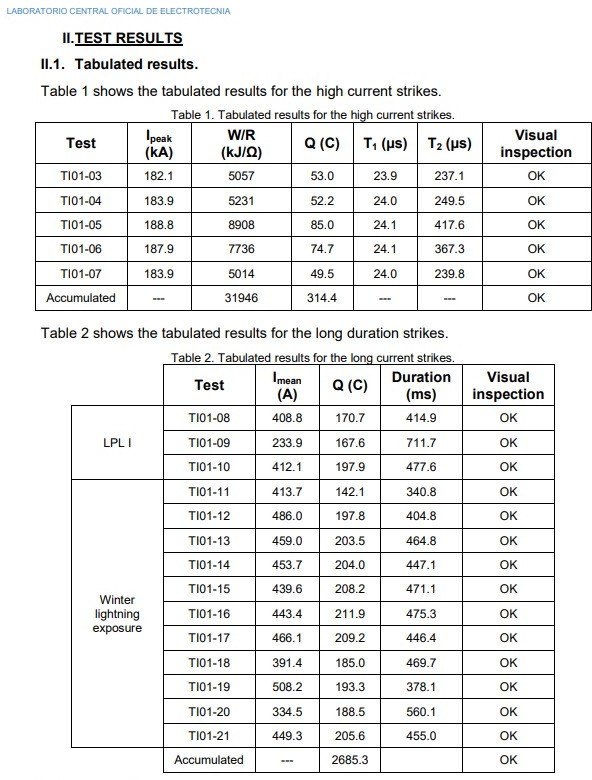 LABORATORIO CENTRAL OFICIAL DE ELECTROTECNIA
II.TEST RESULTS
II.1. Tabulated results.
Table 1 shows the tabulated results for the high current strikes.
Table 1. Tabulated results for the high current strikes.
Test Ipeak (kA) W/R (kJ/Ω) Q (C) T1 (µs) T2 (µs) Visual inspection
TI01-03 182.1 5057 53.0 23.9 237.1 OK
TI01-04 183.9 5231 52.2 24.0 249.5 OK
TI01-05 188.8 8908 85.0 24.1 417.6 OK
TI01-06 187.9 7736 74.7 24.1 367.3 OK
TI01-07 183.9 5014 49.5 24.0 239.8 OK
Accumulated --- 31946 314.4 --- --- OK
Table 2 shows the tabulated results for the long duration strikes.
Table 2. Tabulated results for the long current strikes.
Test Imean (A) Q (C) Duration (ms) Visual inspection
LPL I
TI01-08 408.8 170.7 414.9 OK
TI01-09 233.9 167.6 711.7 OK
TI01-10 412.1 197.9 477.6 OK
Winter lightning exposure
TI01-11 413.7 142.1 340.8 OK
TI01-12 486.0 197.8 404.8 OK
TI01-13 459.0 203.5 464.8 OK
TI01-14 453.7 204.0 447.1 OK
TI01-15 439.6 208.2 471.1 OK
TI01-16 443.4 211.9 475.3 OK
TI01-17 466.1 209.2 446.4 OK
TI01-18 391.4 185.0 469.7 OK
TI01-19 508.2 193.3 378.1 OK
TI01-20 334.5 188.5 560.1 OK
TI01-21 449.3 205.6 455.0 OK
Accumulated --- 2685.3 OK